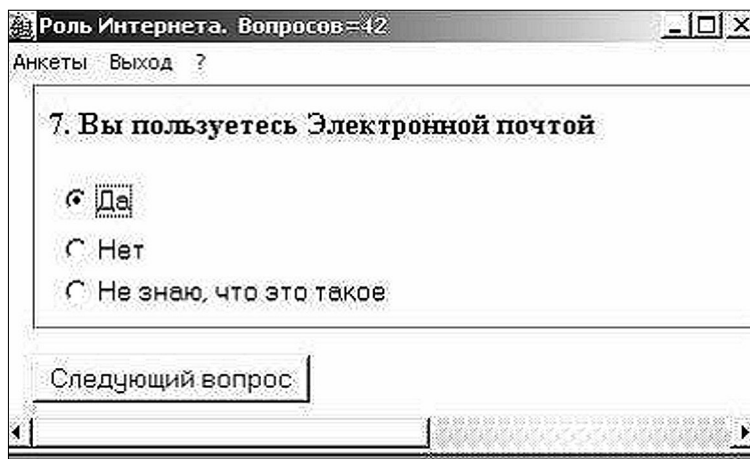 Роль Интернета. Вопросов=42
Анкеты Выход ?
7. Вы пользуетесь Электронной почтой
Да
Нет
Не знаю, что это такое
Следующий вопрос